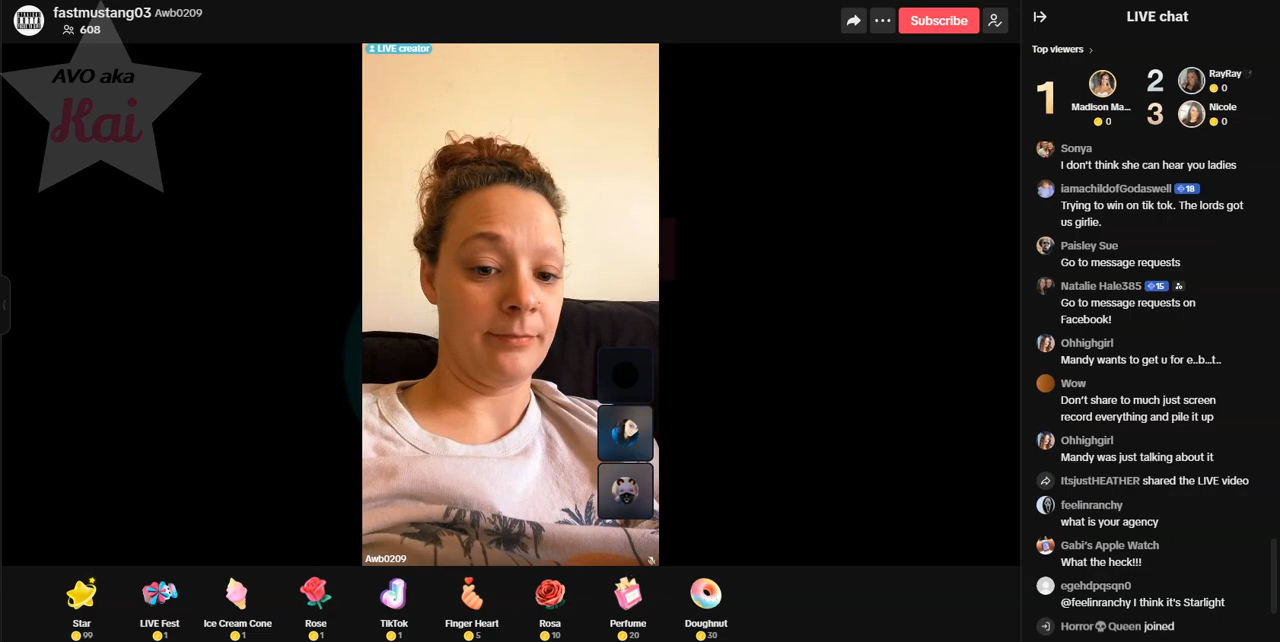 fastmustang03 Awb0209
608
Subscribe
LIVE chat
AVO aka
Kai
LIVE creator
Awb0209
Top viewers
1
Madison Ma...
0
2
RayRay
0
3
Nicole
0
Sonya
I don't think she can hear you ladies
iamachildofGodaswell 18
Trying to win on tik tok. The lords got
us girlie.
Paisley Sue
Go to message requests
Natalie Hale385 15
Go to message requests on
Facebook!
Ohhighgirl
Mandy wants to get u for e..b...t..
Wow
Don't share to much just screen
record everything and pile it up
Ohhighgirl
Mandy was just talking about it
ItsjustHEATHER shared the LIVE video
feelinranchy
what is your agency
Gabi's Apple Watch
What the heck!!!
egehdpqsqn0
@feelinranchy I think it's Starlight
Horror💀Queen joined
Star
99
LIVE Fest
1
Ice Cream Cone
1
Rose
1
TikTok
1
Finger Heart
5
Rosa
10
Perfume
20
Doughnut
30